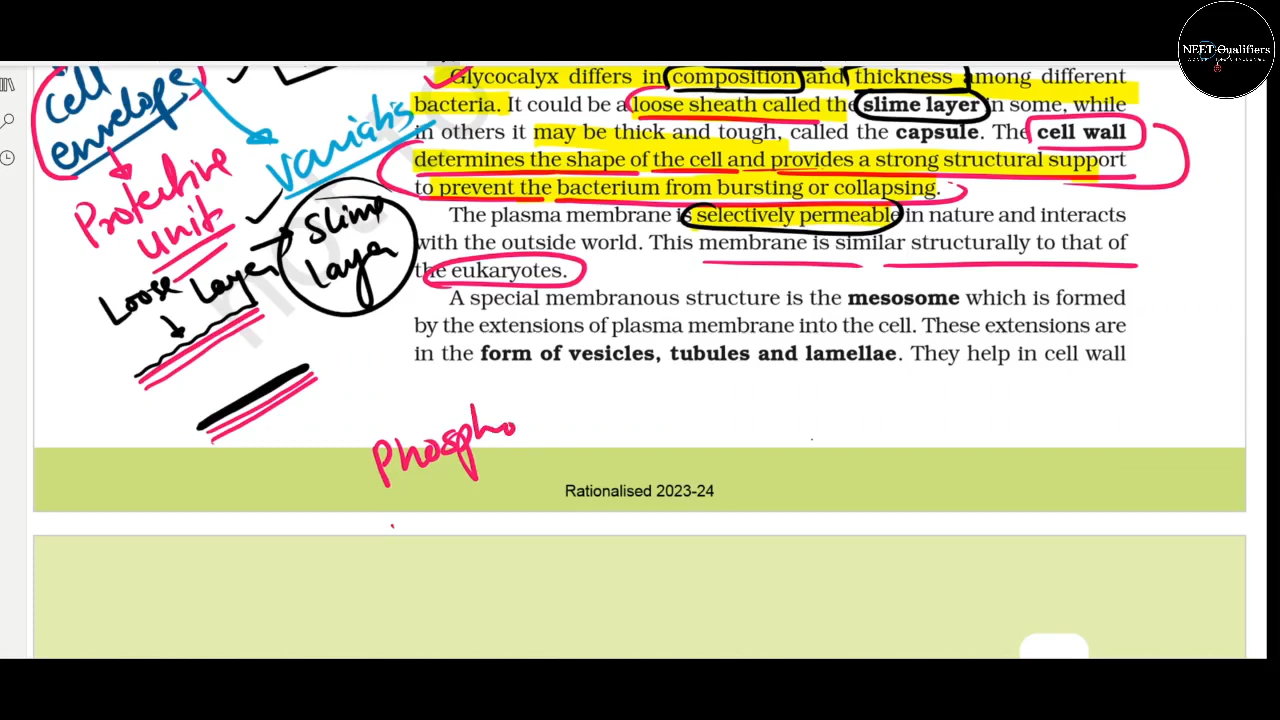 NEET-Qualifiers
Glycocalyx differs in composition and thickness among different
bacteria. It could be a loose sheath called the slime layer in some, while
in others it may be thick and tough, called the capsule. The cell wall
determines the shape of the cell and provides a strong structural support
to prevent the bacterium from bursting or collapsing.
The plasma membrane is selectively permeable in nature and interacts
with the outside world. This membrane is similar structurally to that of
the eukaryotes.
A special membranous structure is the mesosome which is formed
by the extensions of plasma membrane into the cell. These extensions are
in the form of vesicles, tubules and lamellae. They help in cell wall
Cell
envelope
Protective
unit
Loose Layer
Slime
layer
Phospho
Rationalised 2023-24